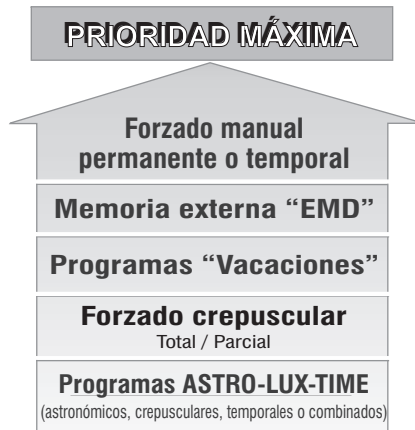 PRIORIDAD MÁXIMA
Forzado manual
permanente o temporal
Memoria externa “EMD”
Programas “Vacaciones”
Forzado crepuscular
Total / Parcial
Programas ASTRO-LUX-TIME
(astronómicos, crepusculares, temporales o combinados)